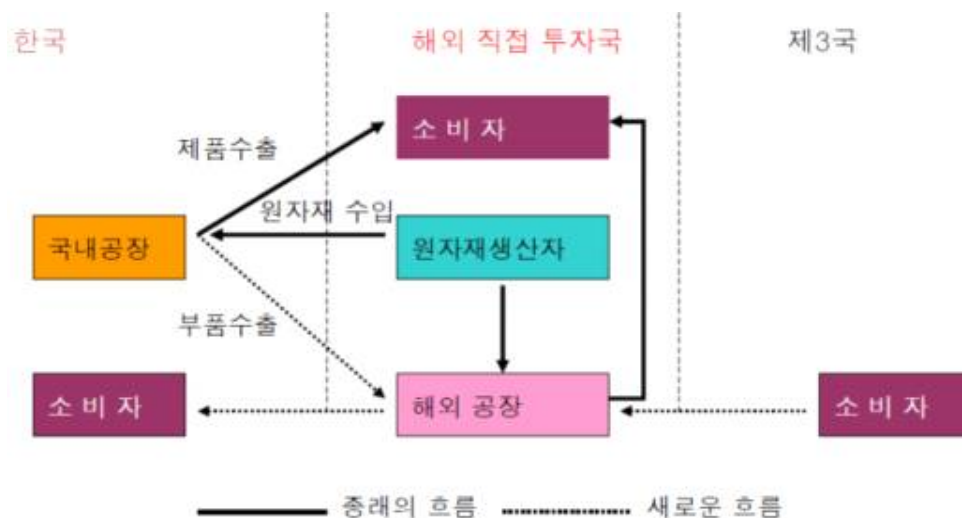 한국 해외 직접 투자국 제3국
소 비 자
제품수출
원자재 수입
국내공장 원자재생산자
부품수출
소 비 자 해외 공장 소 비 자
종래의 흐름 새로운 흐름